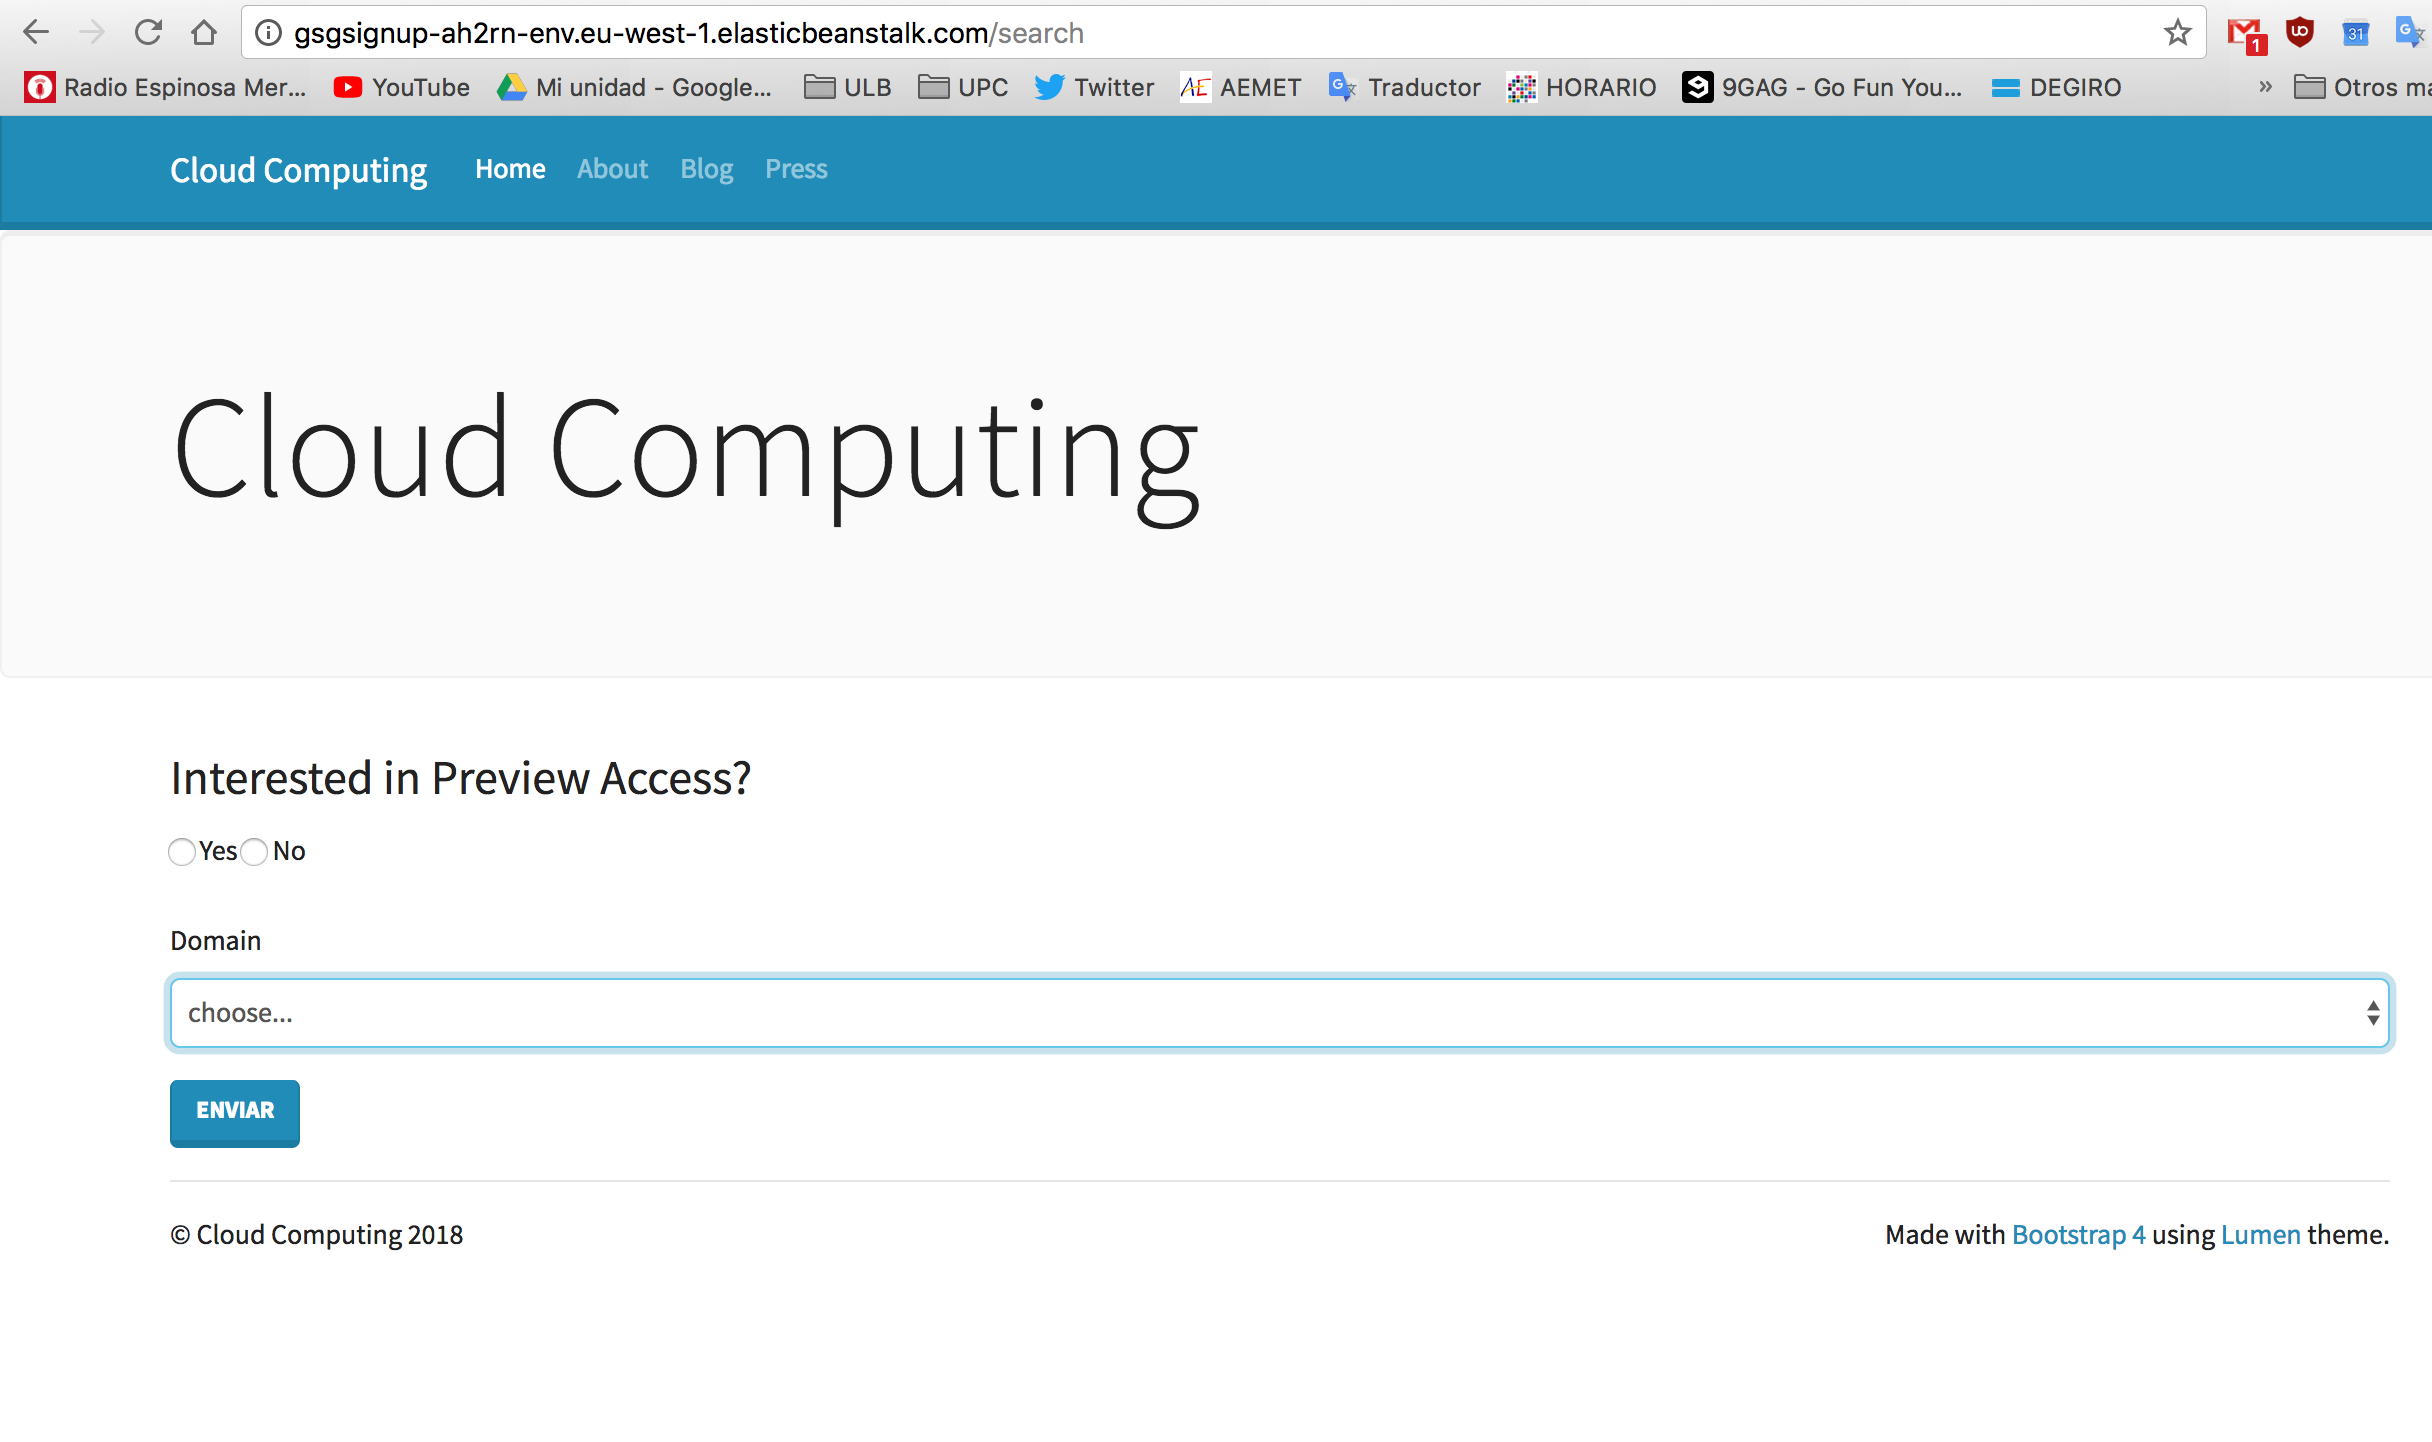 gsgsignup-ah2rn-env.eu-west-1.elasticbeanstalk.com/search
1
31
Radio Espinosa Mer... YouTube Mi unidad - Google... ULB UPC Twitter AE AEMET Traductor HORARIO 9GAG - Go Fun You... DEGIRO » Otros ma
Cloud Computing Home About Blog Press
Cloud Computing
Interested in Preview Access?
Yes No
Domain
choose...
ENVIAR
© Cloud Computing 2018 Made with Bootstrap 4 using Lumen theme.